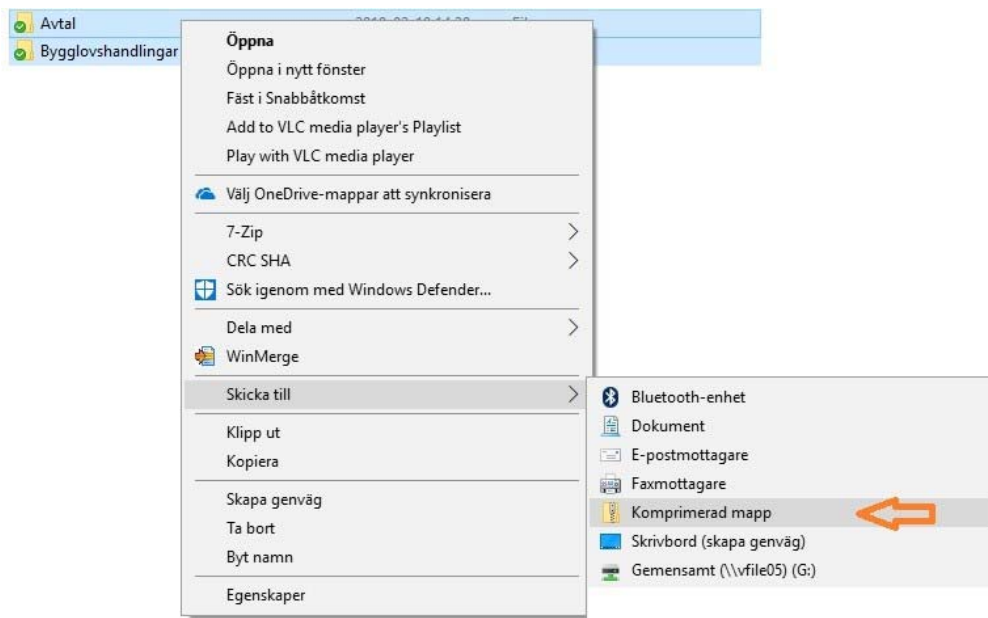 Avtal
Bygglovshandlingar
Öppna
Öppna i nytt fönster
Fäst i Snabbåtkomst
Add to VLC media player's Playlist
Play with VLC media player
Välj OneDrive-mappar att synkronisera
7-Zip
CRC SHA
Sök igenom med Windows Defender...
Dela med
WinMerge
Skicka till
Klipp ut
Kopiera
Skapa genväg
Ta bort
Byt namn
Egenskaper
Bluetooth-enhet
Dokument
E-postmottagare
Faxmottagare
Komprimerad mapp
Skrivbord (skapa genväg)
Gemensamt (\\vfile05) (G:)